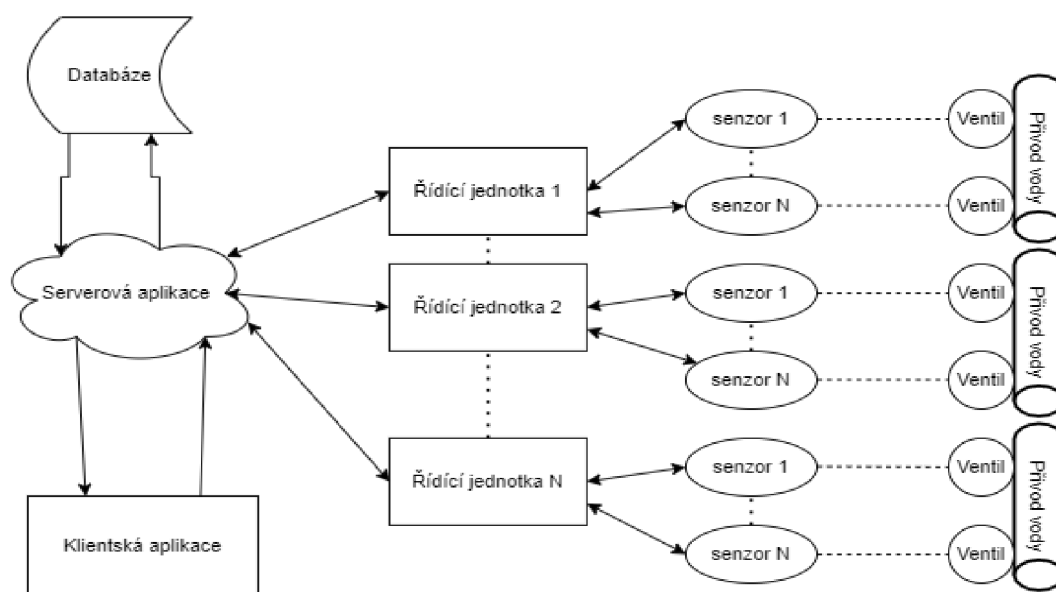 Databáze
Serverová aplikace
Klientská aplikace
Řídící jednotka 1
Řídící jednotka 2
Řídící jednotka N
senzor 1
Ventil
senzor N
Ventil
Přívod vody
senzor 1
Ventil
senzor N
Ventil
Přívod vody
senzor 1
Ventil
senzor N
Ventil
Přívod vody